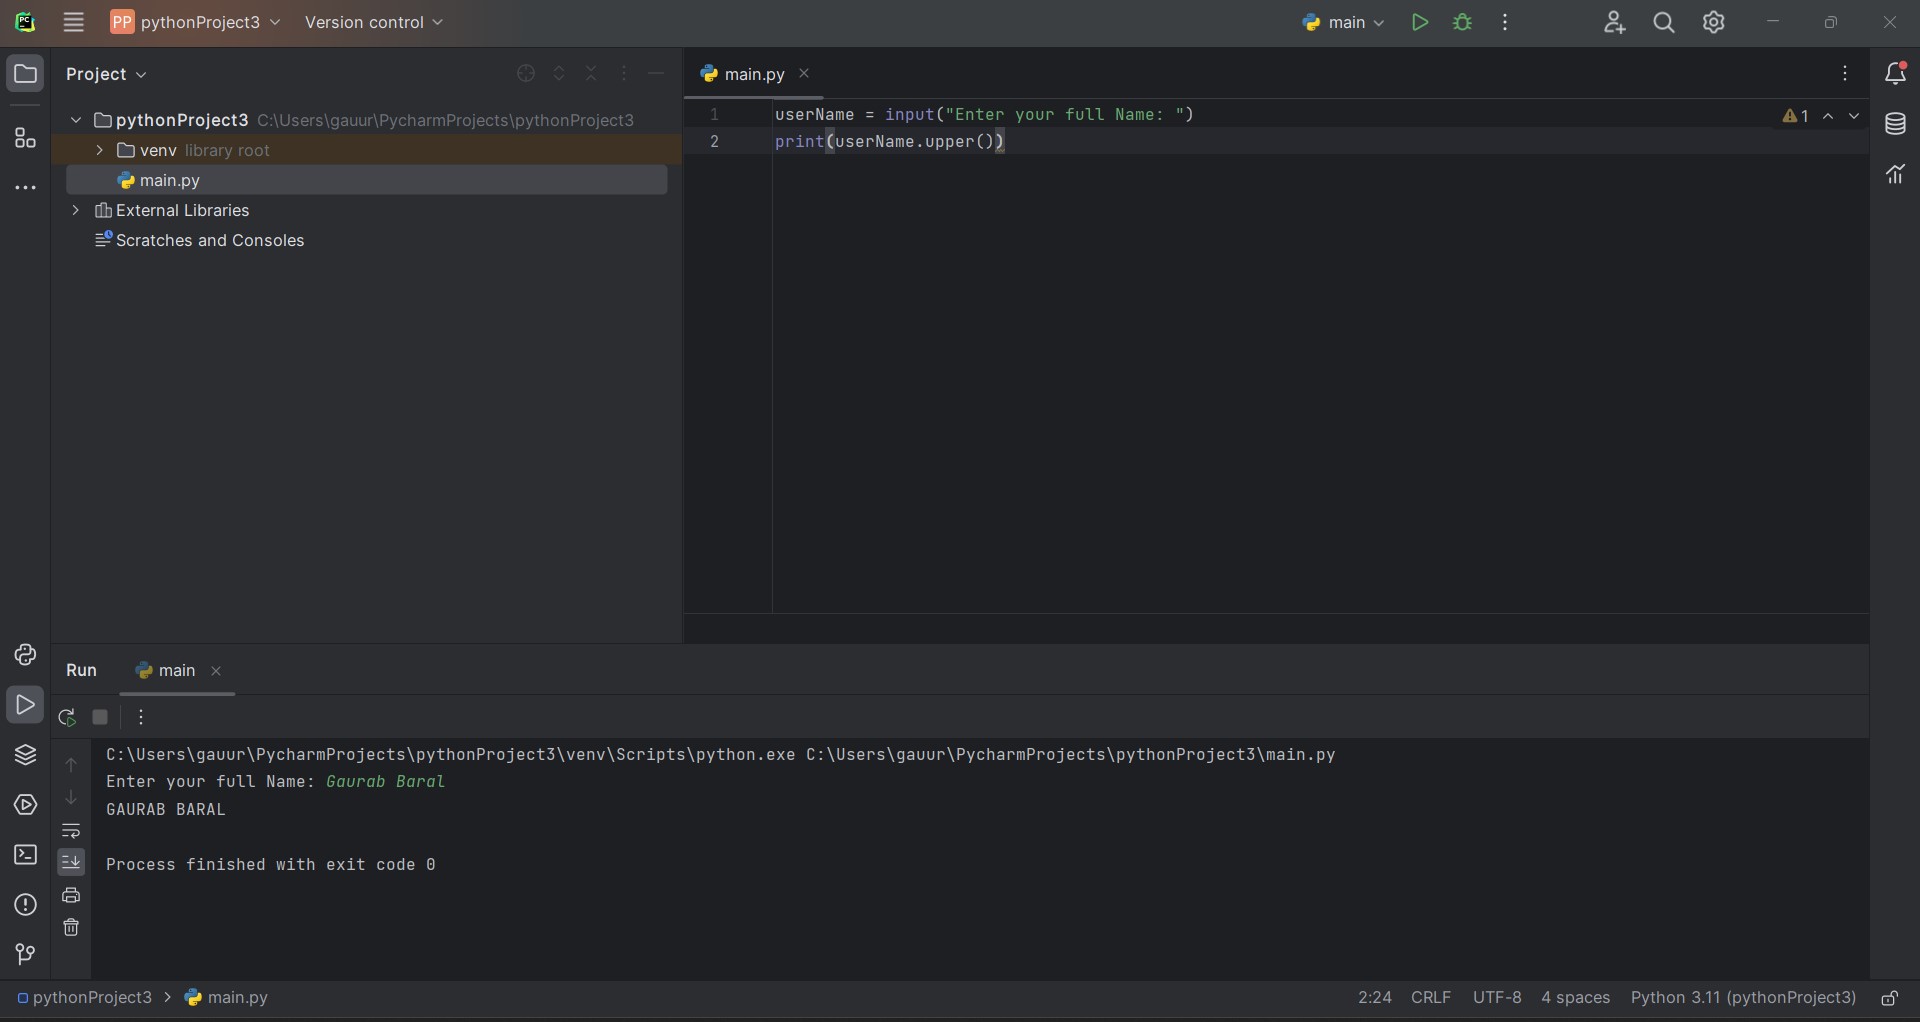 PC
PP pythonProject3 Version control main
Project
main.py
pythonProject3 C:\Users\gauur\PycharmProjects\pythonProject3
venv library root
main.py
External Libraries
Scratches and Consoles
1 userName = input("Enter your full Name: ")
2 print(userName.upper())
1
Run main
C:\Users\gauur\PycharmProjects\pythonProject3\venv\Scripts\python.exe C:\Users\gauur\PycharmProjects\pythonProject3\main.py
Enter your full Name: Gaurab Baral
GAURAB BARAL
Process finished with exit code 0
pythonProject3 > main.py
2:24 CRLF UTF-8 4 spaces Python 3.11 (pythonProject3)